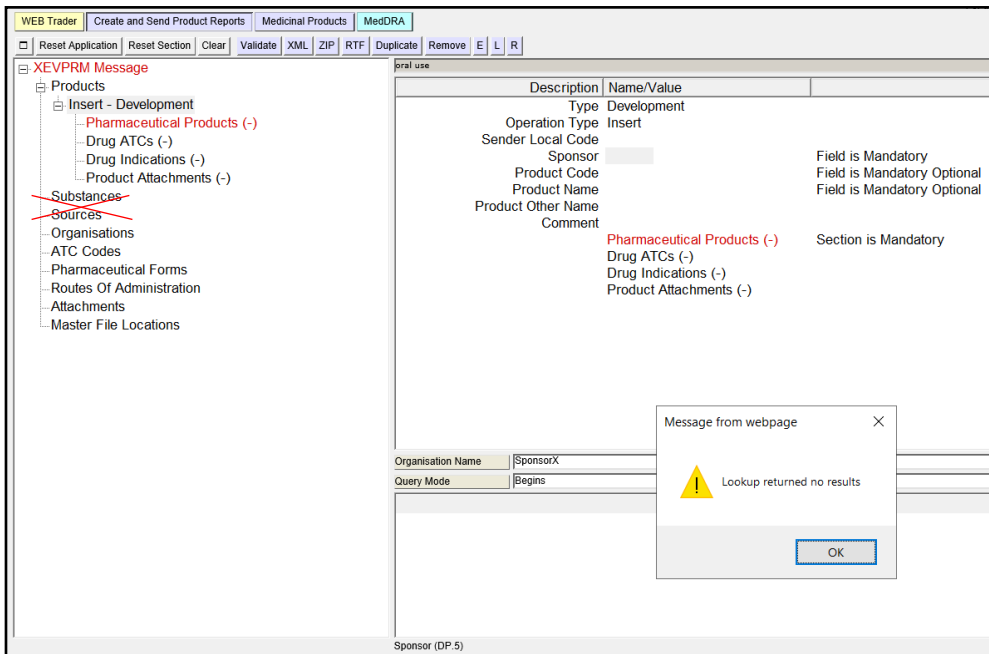 WEB Trader Create and Send Product Reports Medicinal Products MedDRA
Reset Application Reset Section Clear Validate XML ZIP RTF Duplicate Remove E L R
XEVPRM Message
Products
Insert - Development
Pharmaceutical Products (-)
Drug ATCs (-)
Drug Indications (-)
Product Attachments (-)
Substances
Sources
Organisations
ATC Codes
Pharmaceutical Forms
Routes Of Administration
Attachments
Master File Locations
oral use
Description Name/Value
Type Development
Operation Type Insert
Sender Local Code
Sponsor Field is Mandatory
Product Code Field is Mandatory Optional
Product Name Field is Mandatory Optional
Product Other Name
Comment
Pharmaceutical Products (-) Section is Mandatory
Drug ATCs (-)
Drug Indications (-)
Product Attachments (-)
Organisation Name SponsorX
Query Mode Begins
Message from webpage
Lookup returned no results
OK
Sponsor (DP.5)